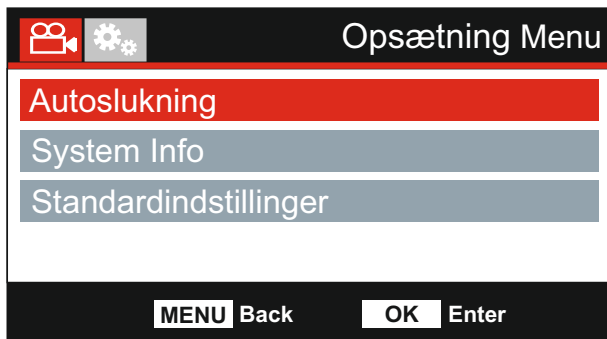 Opsætning Menu
Autoslukning
System Info
Standardindstillinger
MENU Back OK Enter